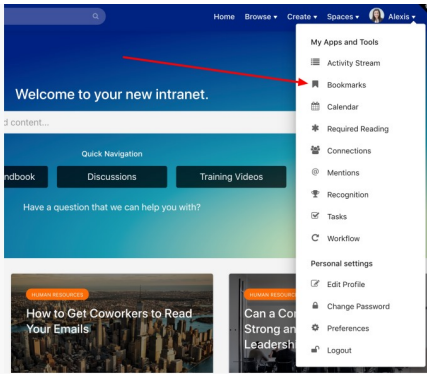 Home Browse Create Spaces Alexis
My Apps and Tools
Activity Stream
Bookmarks
Calendar
Required Reading
Connections
@ Mentions
Recognition
Tasks
Workflow
Personal settings
Edit Profile
Change Password
Preferences
Logout
Welcome to your new intranet.
d content...
Quick Navigation
ndbook Discussions Training Videos
Have a question that we can help you with?
HUMAN RESOURCES
How to Get Coworkers to Read
Your Emails
HUMAN RESOURC
Can a Co
Strong an
Leadersh